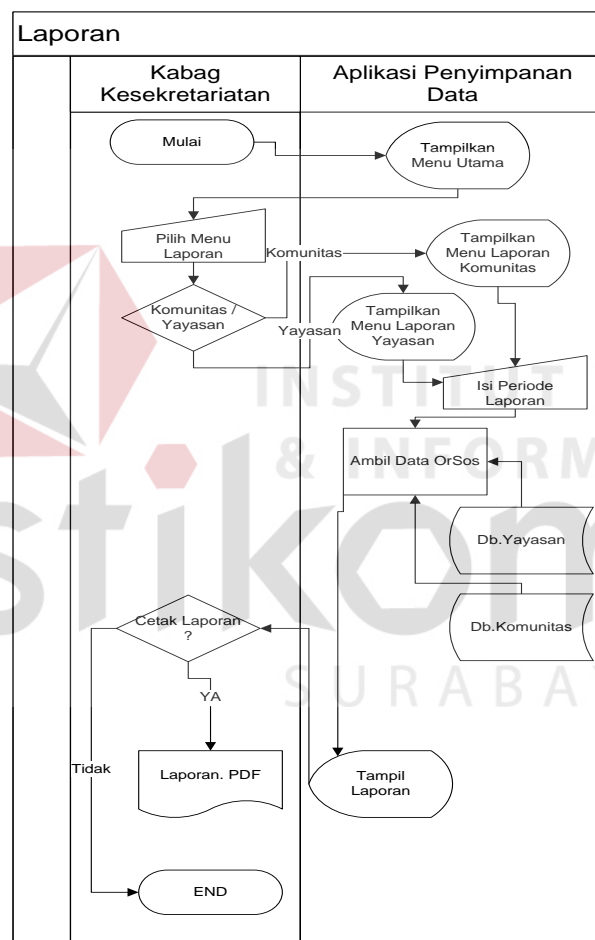 Laporan
Kabag
Kesekretariatan
Aplikasi Penyimpanan
Data
Mulai
Tampilkan
Menu Utama
Pilih Menu
Laporan
Komunitas
Tampilkan
Menu Laporan
Komunitas
Komunitas /
Yayasan
Yayasan
Tampilkan
Menu Laporan
Yayasan
Isi Periode
Laporan
Ambil Data OrSos
Db.Yayasan
Db.Komunitas
Cetak Laporan
?
YA
Tidak
Laporan. PDF
Tampil
Laporan
END
INSTITUT
& INFORM
stikom
SURABAYA